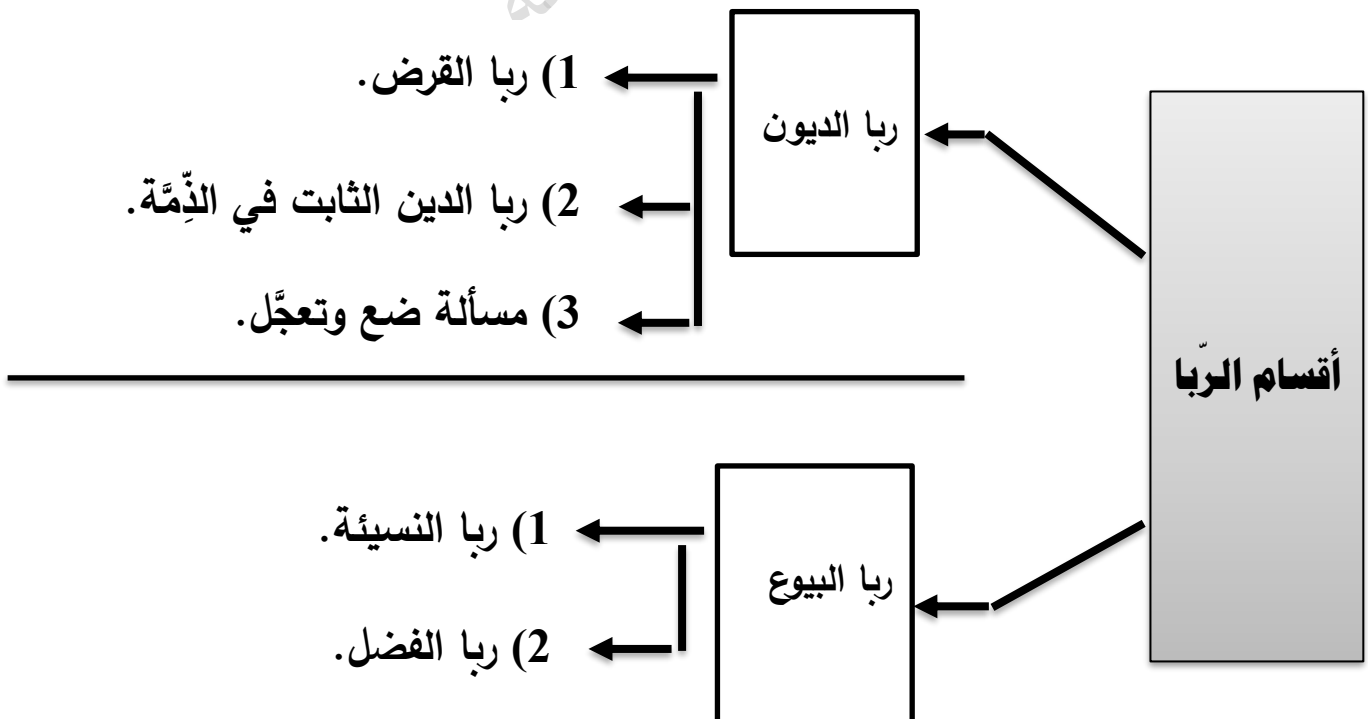 أقسام الرّبا
ربا الديون
1) ربا القرض.
2) ربا الدين الثابت في الذِّمَّة.
3) مسألة ضع وتعجَّل.
ربا البيوع
1) ربا النسيئة.
2) ربا الفضل.